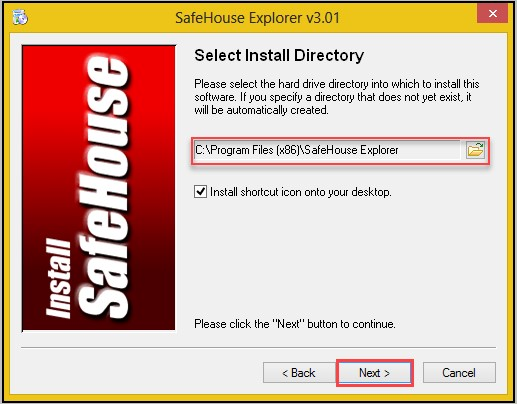 SafeHouse Explorer v3.01
Install
SafeHouse
Select Install Directory
Please select the hard drive directory into which to install this
software. If you specify a directory that does not yet exist, it
will be automatically created.
C:\Program Files (x86)\SafeHouse Explorer
Install shortcut icon onto your desktop.
Please click the "Next" button to continue.
< Back
Next >
Cancel